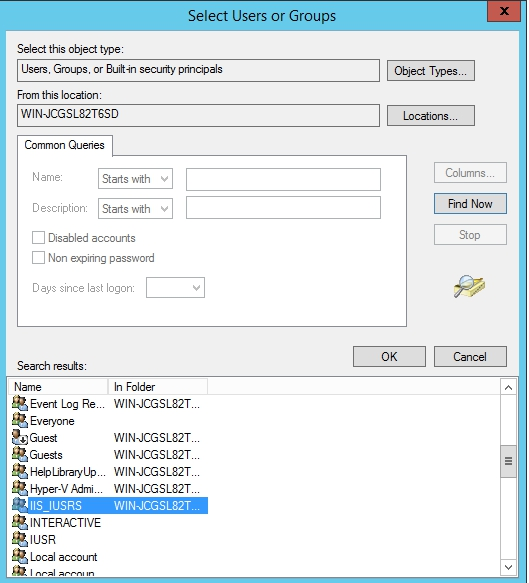 Select Users or Groups
x
Select this object type:
Users, Groups, or Built-in security principals
Object Types...
From this location:
WIN-JCGSL82T6SD
Locations...
Common Queries
Name:
Starts with
Description:
Starts with
Disabled accounts
Non expiring password
Days since last logon:
Columns...
Find Now
Stop
OK
Cancel
Search results:
Name In Folder
Event Log Re... WIN-JCGSL82T...
Everyone
Guest WIN-JCGSL82T...
Guests WIN-JCGSL82T...
HelpLibraryUp... WIN-JCGSL82T...
Hyper-V Admi... WIN-JCGSL82T...
IIS_IUSRS WIN-JCGSL82T...
INTERACTIVE
IUSR
Local account
Local accoun